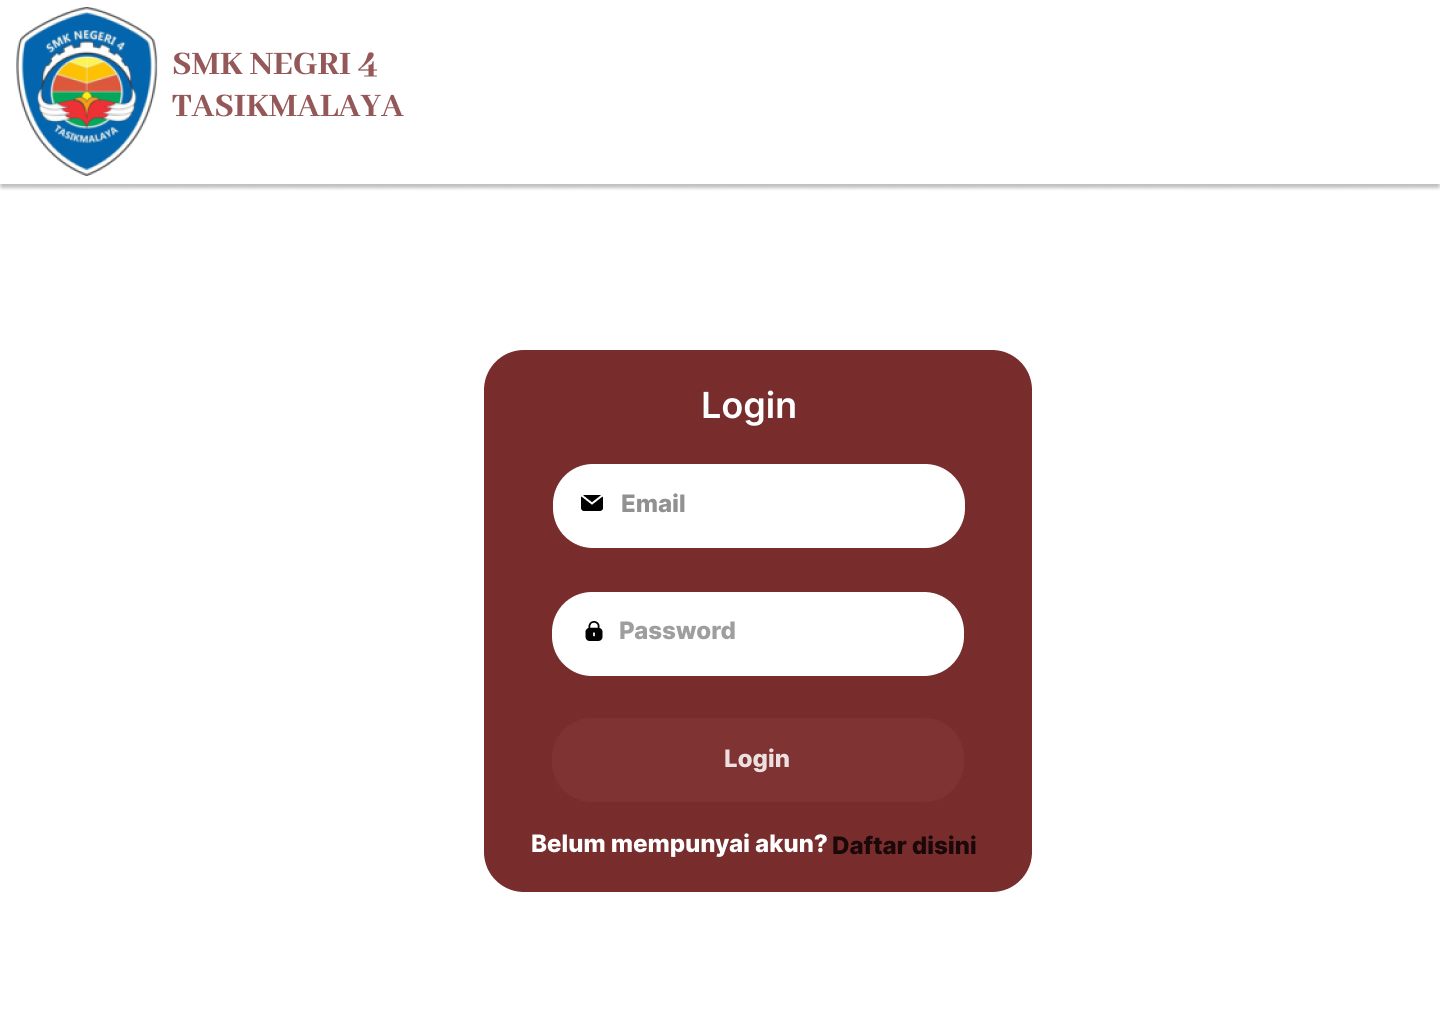 SMK NEGERI 4
TASIKMALAYA
SMK NEGRI 4
TASIKMALAYA
Login
Email
Password
Login
Belum mempunyai akun? Daftar disini